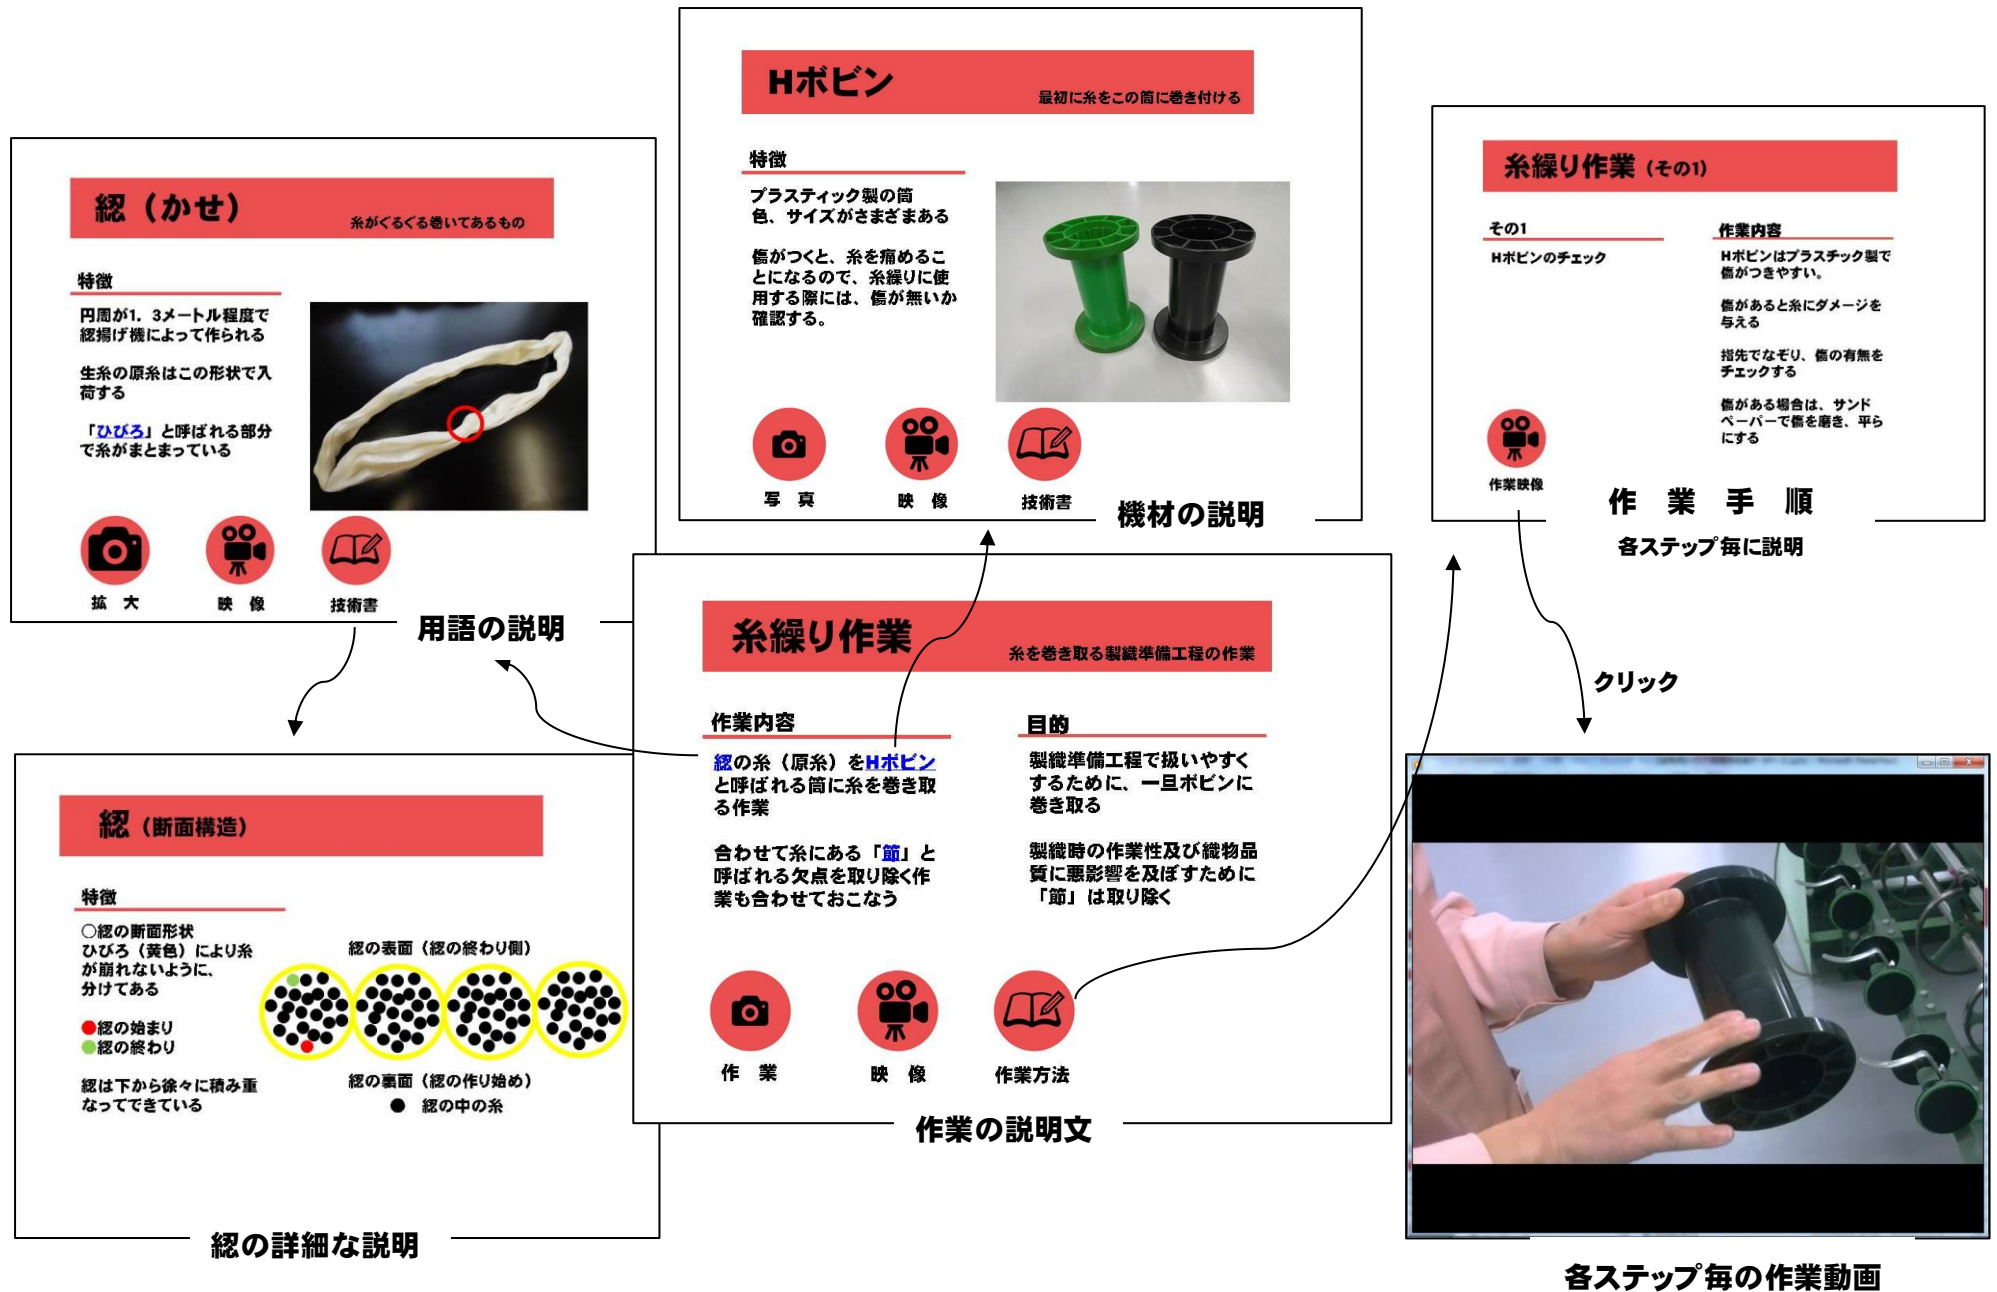 Hボビン
最初に糸をこの筒に巻き付ける
特徴
プラスティック製の筒
色、サイズがさまざまある
傷がつくと、糸を痛めるこ
とになるので、糸繰りに使
用する際には、傷が無いか
確認する。
写 真
映 像
技術書
機材の説明
糸繰り作業（その1）
その1
Hボビンのチェック
作業映像
作業内容
Hボビンはプラスチック製で
傷がつきやすい。
傷があると糸にダメージを
与える
指先でなぞり、傷の有無を
チェックする
傷がある場合は、サンド
ペーパーで傷を磨き、平ら
にする
作 業 手 順
各ステップ毎に説明
綛（かせ）
糸がぐるぐる巻いてあるもの
特徴
円周が1．3メートル程度で
綛揚げ機によって作られる
生糸の原糸はこの形状で入
荷する
「ひびろ」と呼ばれる部分
で糸がまとまっている
拡 大
映 像
技術書
用語の説明
糸繰り作業
糸を巻き取る製織準備工程の作業
作業内容
綛の糸（原糸）をHボビン
と呼ばれる筒に糸を巻き取
る作業
合わせて糸にある「節」と
呼ばれる欠点を取り除く作
業も合わせておこなう
目的
製織準備工程で扱いやすく
するために、一旦ボビンに
巻き取る
製織時の作業性及び織物品
質に悪影響を及ぼすために
「節」は取り除く
作 業
映 像
作業方法
作業の説明文
クリック
綛（断面構造）
特徴
○綛の断面形状
ひびろ（黄色）により糸
が崩れないように、
分けてある
●綛の始まり
●綛の終わり
綛は下から徐々に積み重
なってできている
綛の表面（綛の終わり側）
綛の裏面（綛の作り始め）
● 綛の中の糸
綛の詳細な説明
各ステップ毎の作業動画